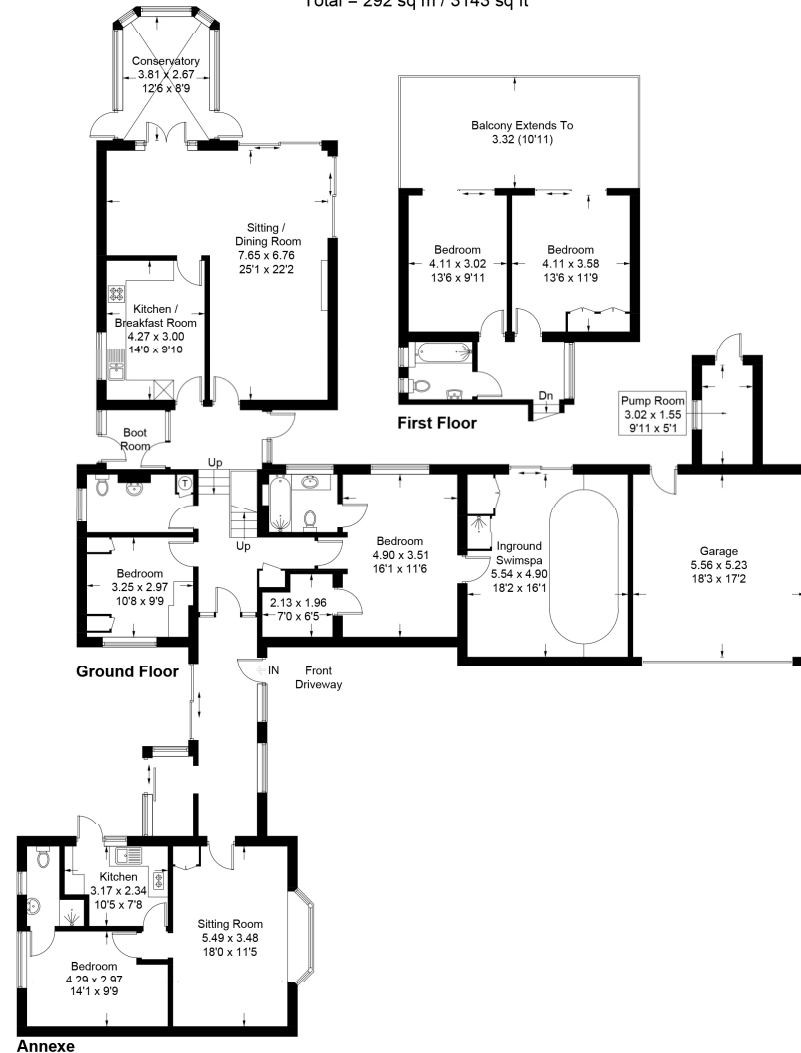 Total = 292 sq m / 3143 sq ft
Conservatory
3.81 x 2.67
12'6 x 8'9
Balcony Extends To
3.32 (10'11)
Sitting /
Dining Room
7.65 x 6.76
25'1 x 22'2
Bedroom
4.11 x 3.02
13'6 x 9'11
Bedroom
4.11 x 3.58
13'6 x 11'9
Kitchen /
Breakfast Room
4.27 x 3.00
14'0 x 9'10
Dn
First Floor
Pump Room
3.02 x 1.55
9'11 x 5'1
Boot
Room
Up
T
Up
Bedroom
3.25 x 2.97
10'8 x 9'9
Bedroom
4.90 x 3.51
16'1 x 11'6
Inground
Swimspa
5.54 x 4.90
18'2 x 16'1
Garage
5.56 x 5.23
18'3 x 17'2
2.13 x 1.96
7'0 x 6'5
Ground Floor
IN
Front
Driveway
Kitchen
3.17 x 2.34
10'5 x 7'8
Sitting Room
5.49 x 3.48
18'0 x 11'5
Bedroom
4.29 x 2.97
14'1 x 9'9
Annexe